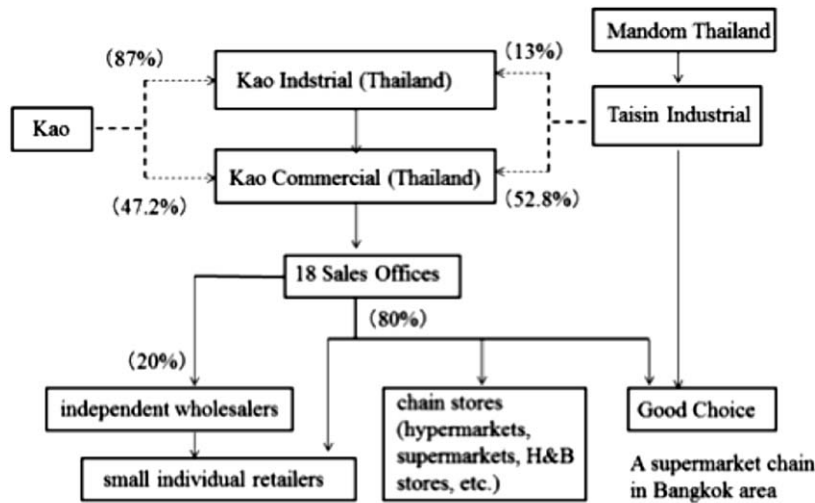 Mandom Thailand
(87%)
(13%)
Kao Indstrial (Thailand)
Kao
Taisin Industrial
Kao Commercial (Thailand)
(47.2%)
(52.8%)
18 Sales Offices
(80%)
(20%)
independent wholesalers
small individual retailers
chain stores
(hypermarkets,
supermarkets, H&B
stores, etc.)
Good Choice
A supermarket chain
in Bangkok area